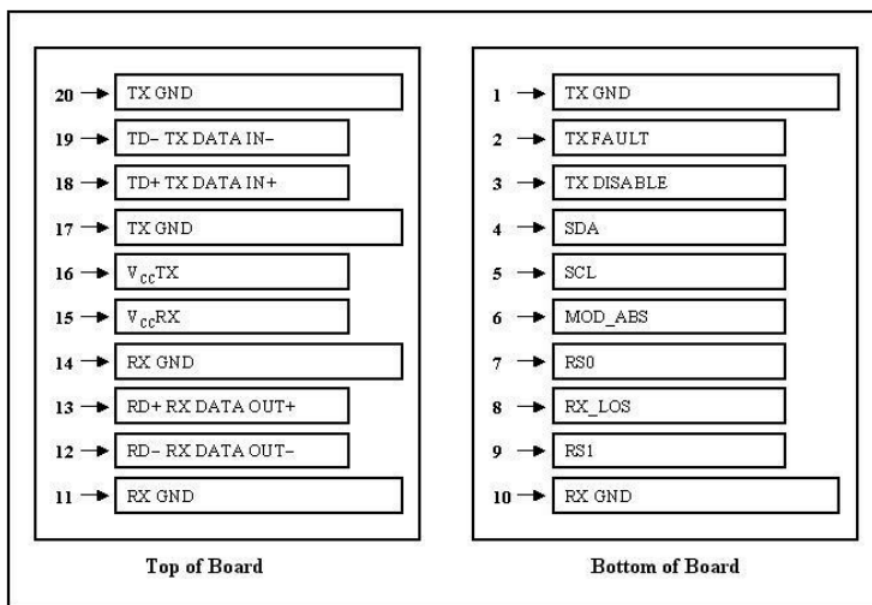 20 TX GND
19 TD− TX DATA IN−
18 TD+ TX DATA IN+
17 TX GND
16 VCCTX
15 VCCRX
14 RX GND
13 RD+ RX DATA OUT+
12 RD− RX DATA OUT−
11 RX GND
Top of Board
1 TX GND
2 TX FAULT
3 TX DISABLE
4 SDA
5 SCL
6 MOD_ABS
7 RS0
8 RX_LOS
9 RS1
10 RX GND
Bottom of Board